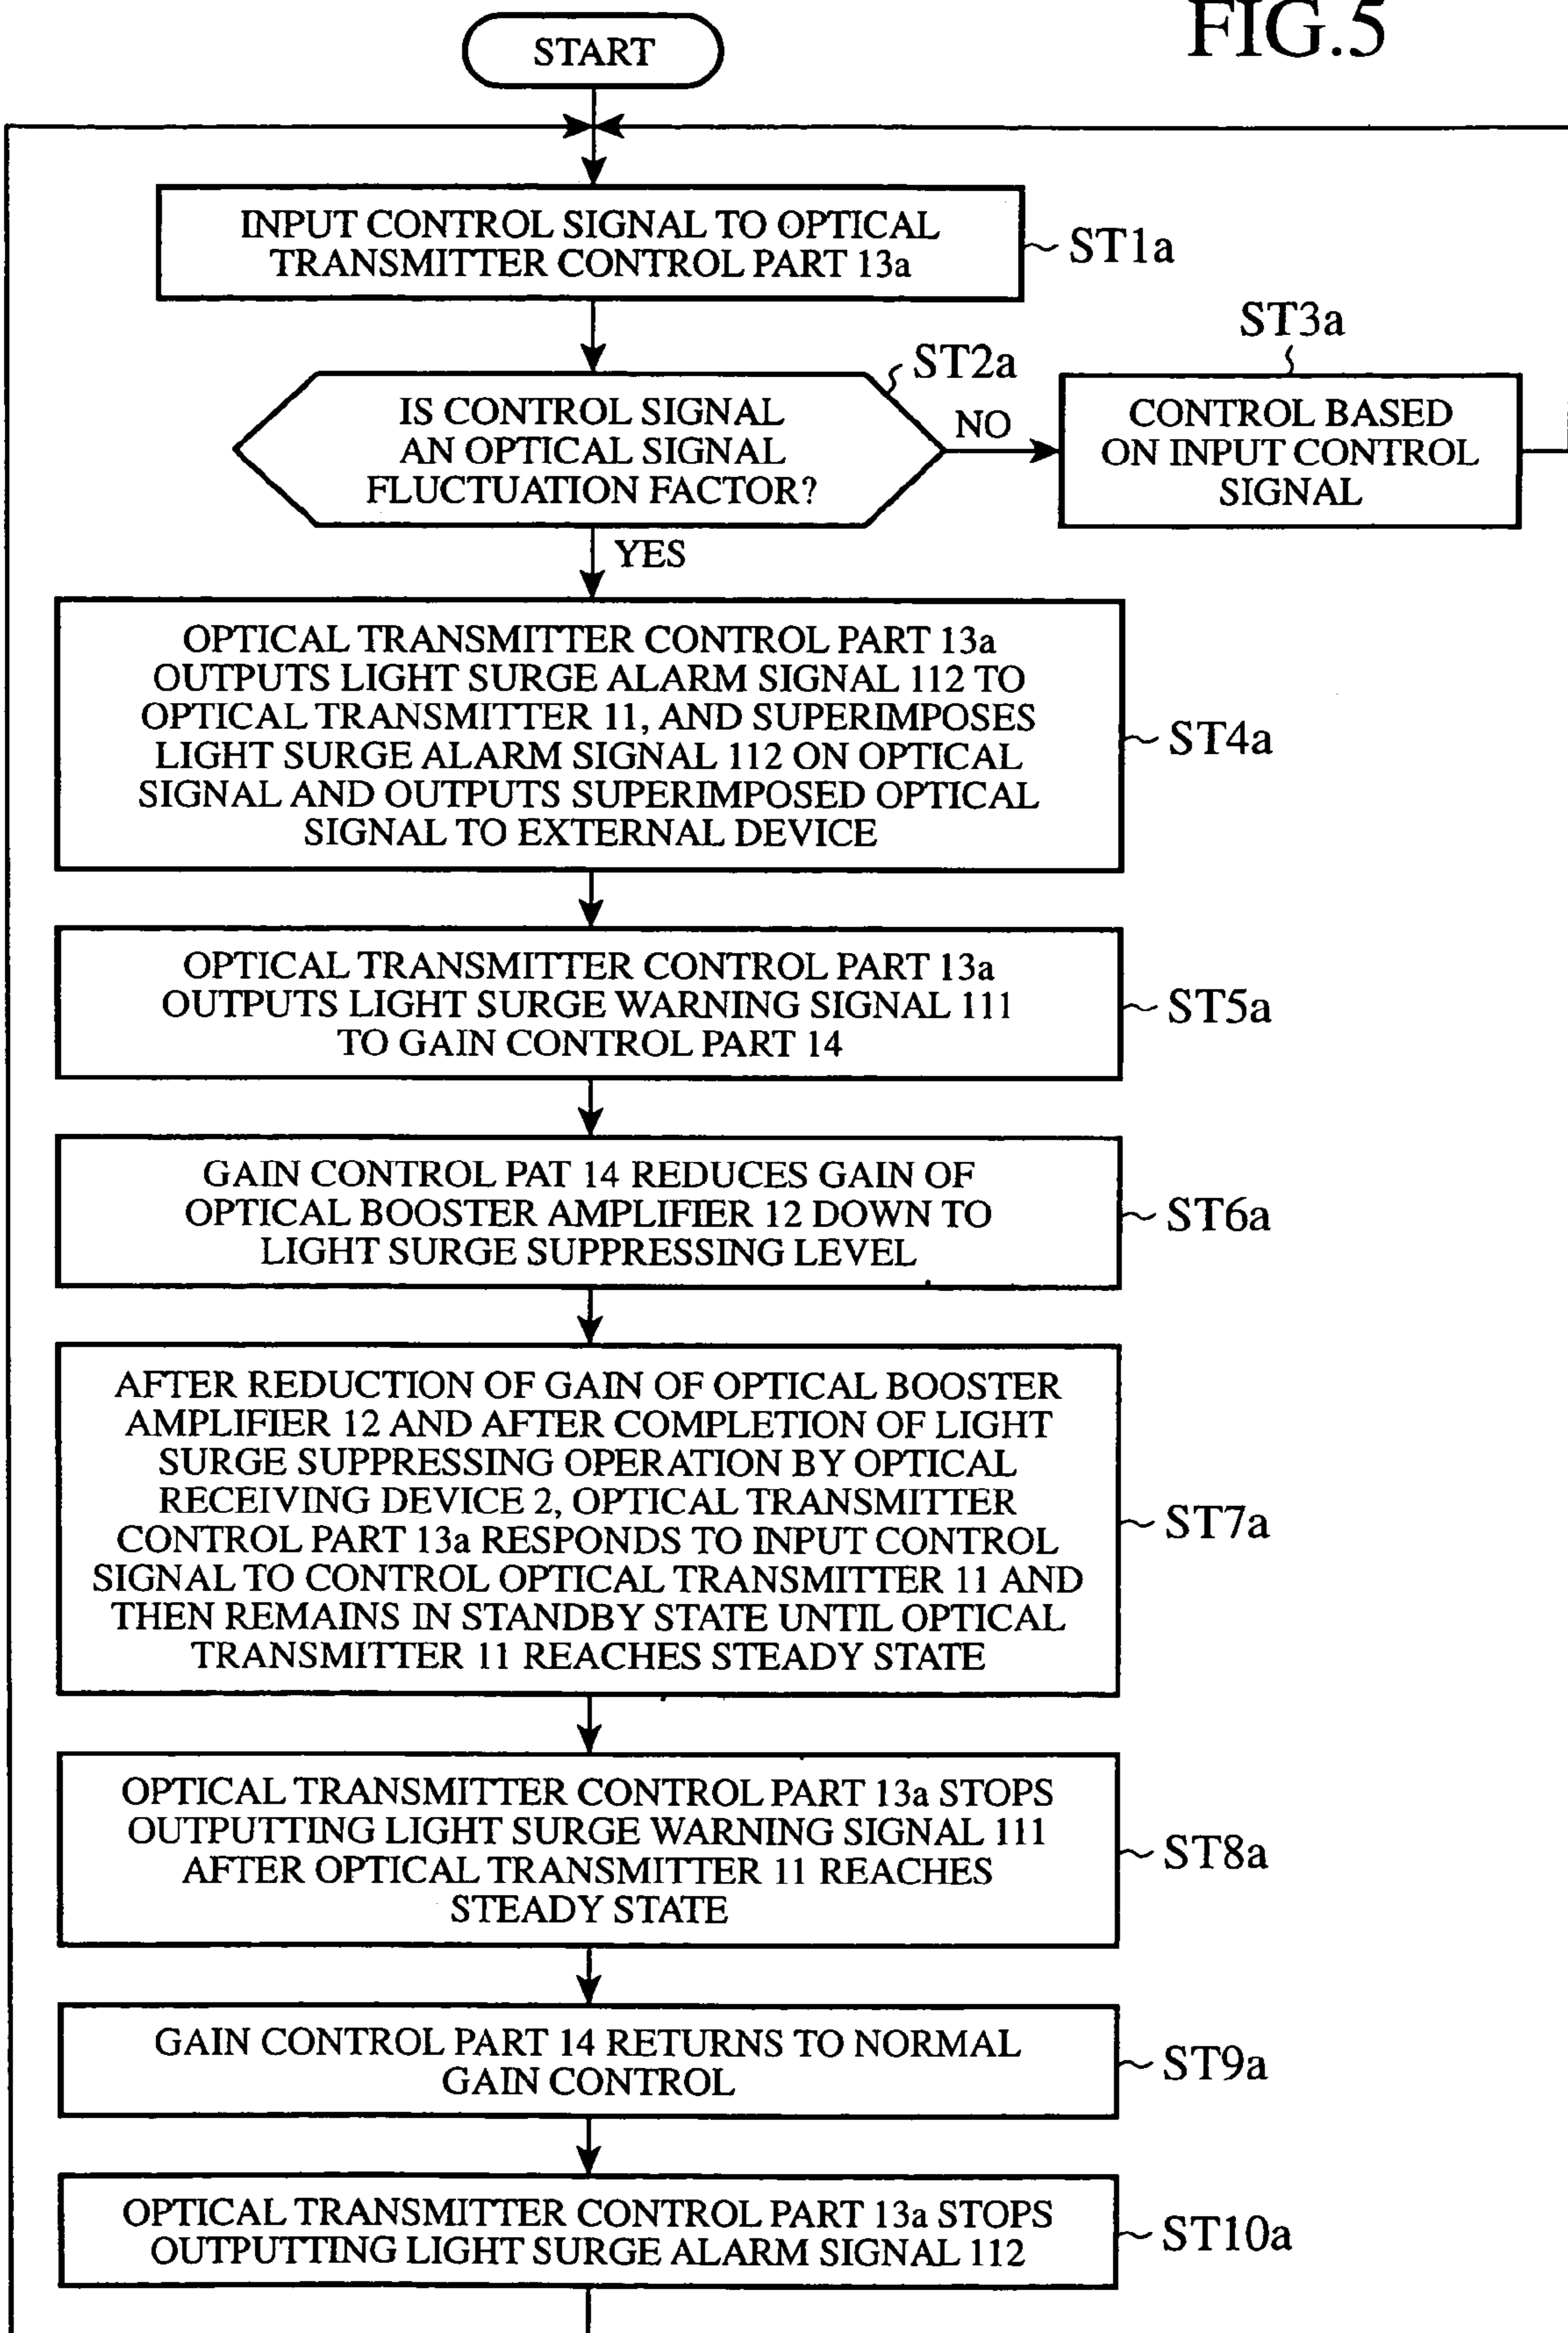 FIG.5
START
INPUT CONTROL SIGNAL TO OPTICAL
TRANSMITTER CONTROL PART 13a
ST1a
IS CONTROL SIGNAL
AN OPTICAL SIGNAL
FLUCTUATION FACTOR?
ST2a
NO
ST3a
CONTROL BASED
ON INPUT CONTROL
SIGNAL
YES
OPTICAL TRANSMITTER CONTROL PART 13a
OUTPUTS LIGHT SURGE ALARM SIGNAL 112 TO
OPTICAL TRANSMITTER 11, AND SUPERIMPOSES
LIGHT SURGE ALARM SIGNAL 112 ON OPTICAL
SIGNAL AND OUTPUTS SUPERIMPOSED OPTICAL
SIGNAL TO EXTERNAL DEVICE
ST4a
OPTICAL TRANSMITTER CONTROL PART 13a
OUTPUTS LIGHT SURGE WARNING SIGNAL 111
TO GAIN CONTROL PART 14
ST5a
GAIN CONTROL PAT 14 REDUCES GAIN OF
OPTICAL BOOSTER AMPLIFIER 12 DOWN TO
LIGHT SURGE SUPPRESSING LEVEL
ST6a
AFTER REDUCTION OF GAIN OF OPTICAL BOOSTER
AMPLIFIER 12 AND AFTER COMPLETION OF LIGHT
SURGE SUPPRESSING OPERATION BY OPTICAL
RECEIVING DEVICE 2, OPTICAL TRANSMITTER
CONTROL PART 13a RESPONDS TO INPUT CONTROL
SIGNAL TO CONTROL OPTICAL TRANSMITTER 11 AND
THEN REMAINS IN STANDBY STATE UNTIL OPTICAL
TRANSMITTER 11 REACHES STEADY STATE
ST7a
OPTICAL TRANSMITTER CONTROL PART 13a STOPS
OUTPUTTING LIGHT SURGE WARNING SIGNAL 111
AFTER OPTICAL TRANSMITTER 11 REACHES
STEADY STATE
ST8a
GAIN CONTROL PART 14 RETURNS TO NORMAL
GAIN CONTROL
ST9a
OPTICAL TRANSMITTER CONTROL PART 13a STOPS
OUTPUTTING LIGHT SURGE ALARM SIGNAL 112
ST10a